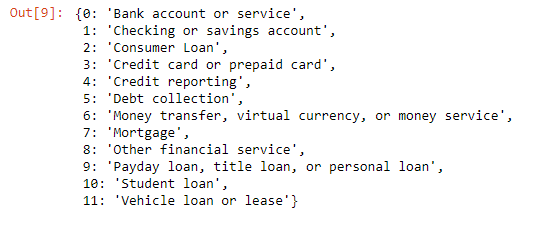 Out[9]: {0: 'Bank account or service',
1: 'Checking or savings account',
2: 'Consumer Loan',
3: 'Credit card or prepaid card',
4: 'Credit reporting',
5: 'Debt collection',
6: 'Money transfer, virtual currency, or money service',
7: 'Mortgage',
8: 'Other financial service',
9: 'Payday loan, title loan, or personal loan',
10: 'Student loan',
11: 'Vehicle loan or lease'}